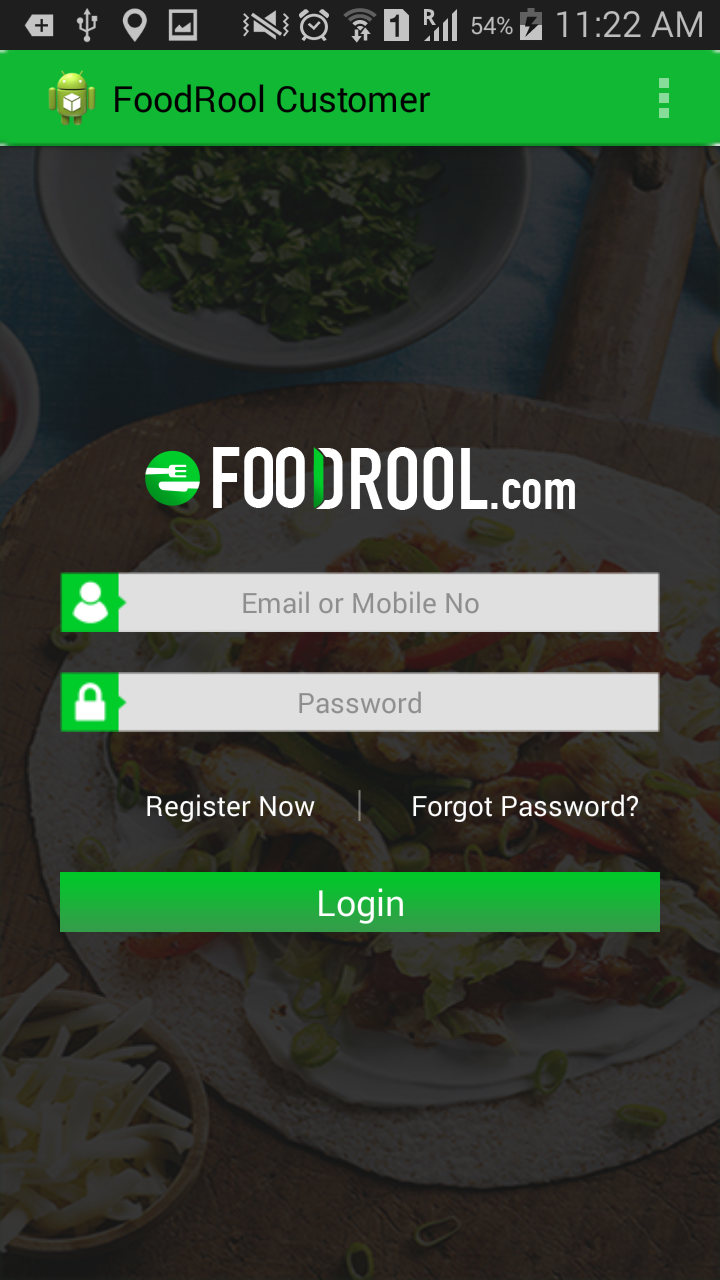 1 R 54% 11:22 AM
FoodRool Customer
FOODROOL.com
Email or Mobile No
Password
Register Now | Forgot Password?
Login